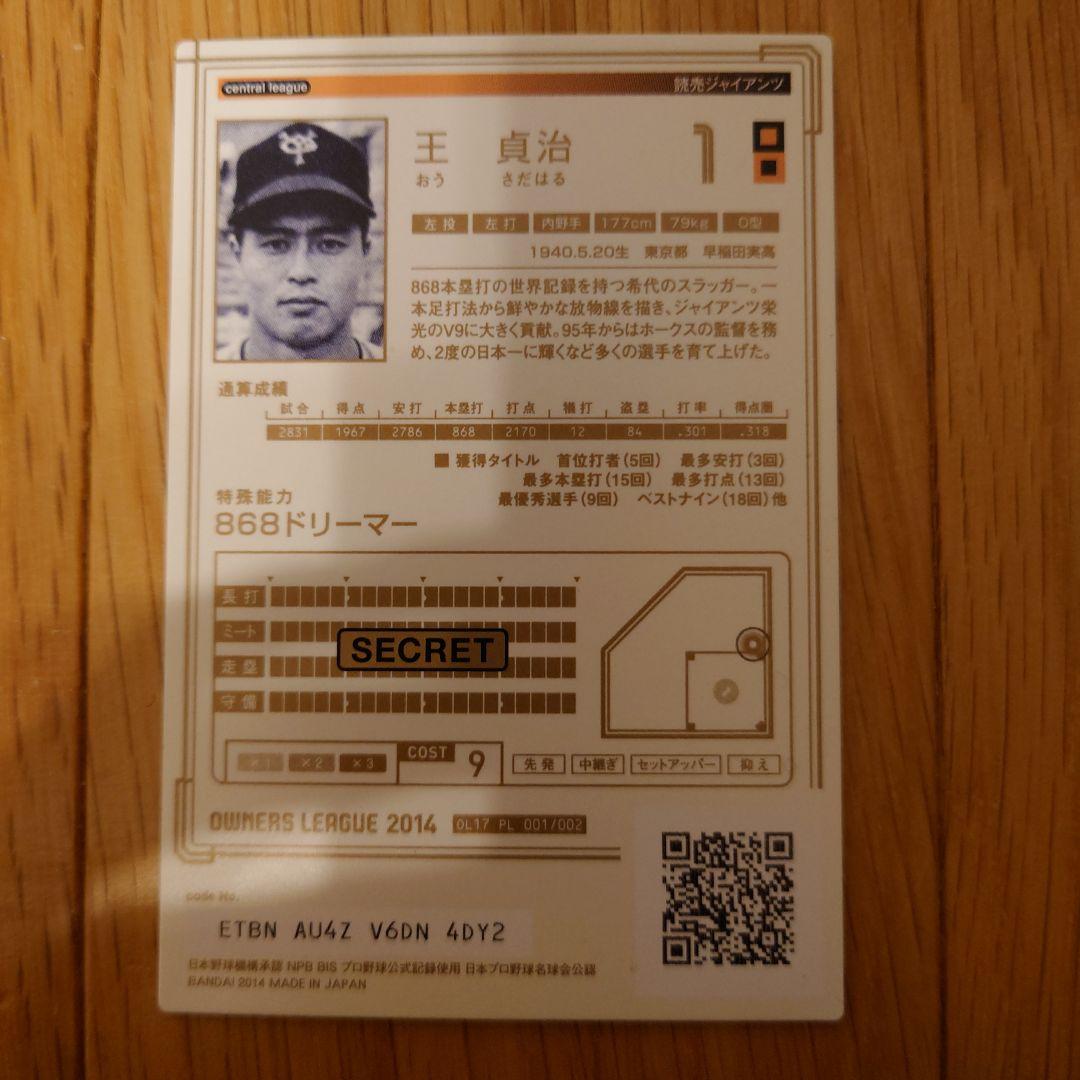 central league
読売ジャイアンツ
王 貞治 1
おう さだはる
左投 左打 内野手 177cm 79kg O型
1940.5.20生 東京都 早稲田実高
868本塁打の世界記録を持つ希代のスラッガー。一
本足打法から鮮やかな放物線を描き、ジャイアンツ栄
光のV9に大きく貢献。95年からはホークスの監督を務
め、2度の日本一に輝くなど多くの選手を育て上げた。
通算成績
試合 得点 安打 本塁打 打点 犠打 盗塁 打率 得点圏
2831 1967 2786 868 2170 12 84 .301 .318
■ 獲得タイトル 首位打者(5回) 最多安打(3回)
最多本塁打(15回) 最多打点(13回)
最優秀選手(9回) ベストナイン(18回)他
特殊能力
868ドリーマー
長打
ミート
SECRET
走塁
守備
×1 ×2 ×3 COST 9 先発 中継ぎ セットアッパー 抑え
OWNERS LEAGUE 2014 OL17 PL 001/002
code No.
ETBN AU4Z V6DN 4DY2
日本野球機構承認 NPB BIS プロ野球公式記録使用 日本プロ野球名球会公認
BANDAI 2014 MADE IN JAPAN